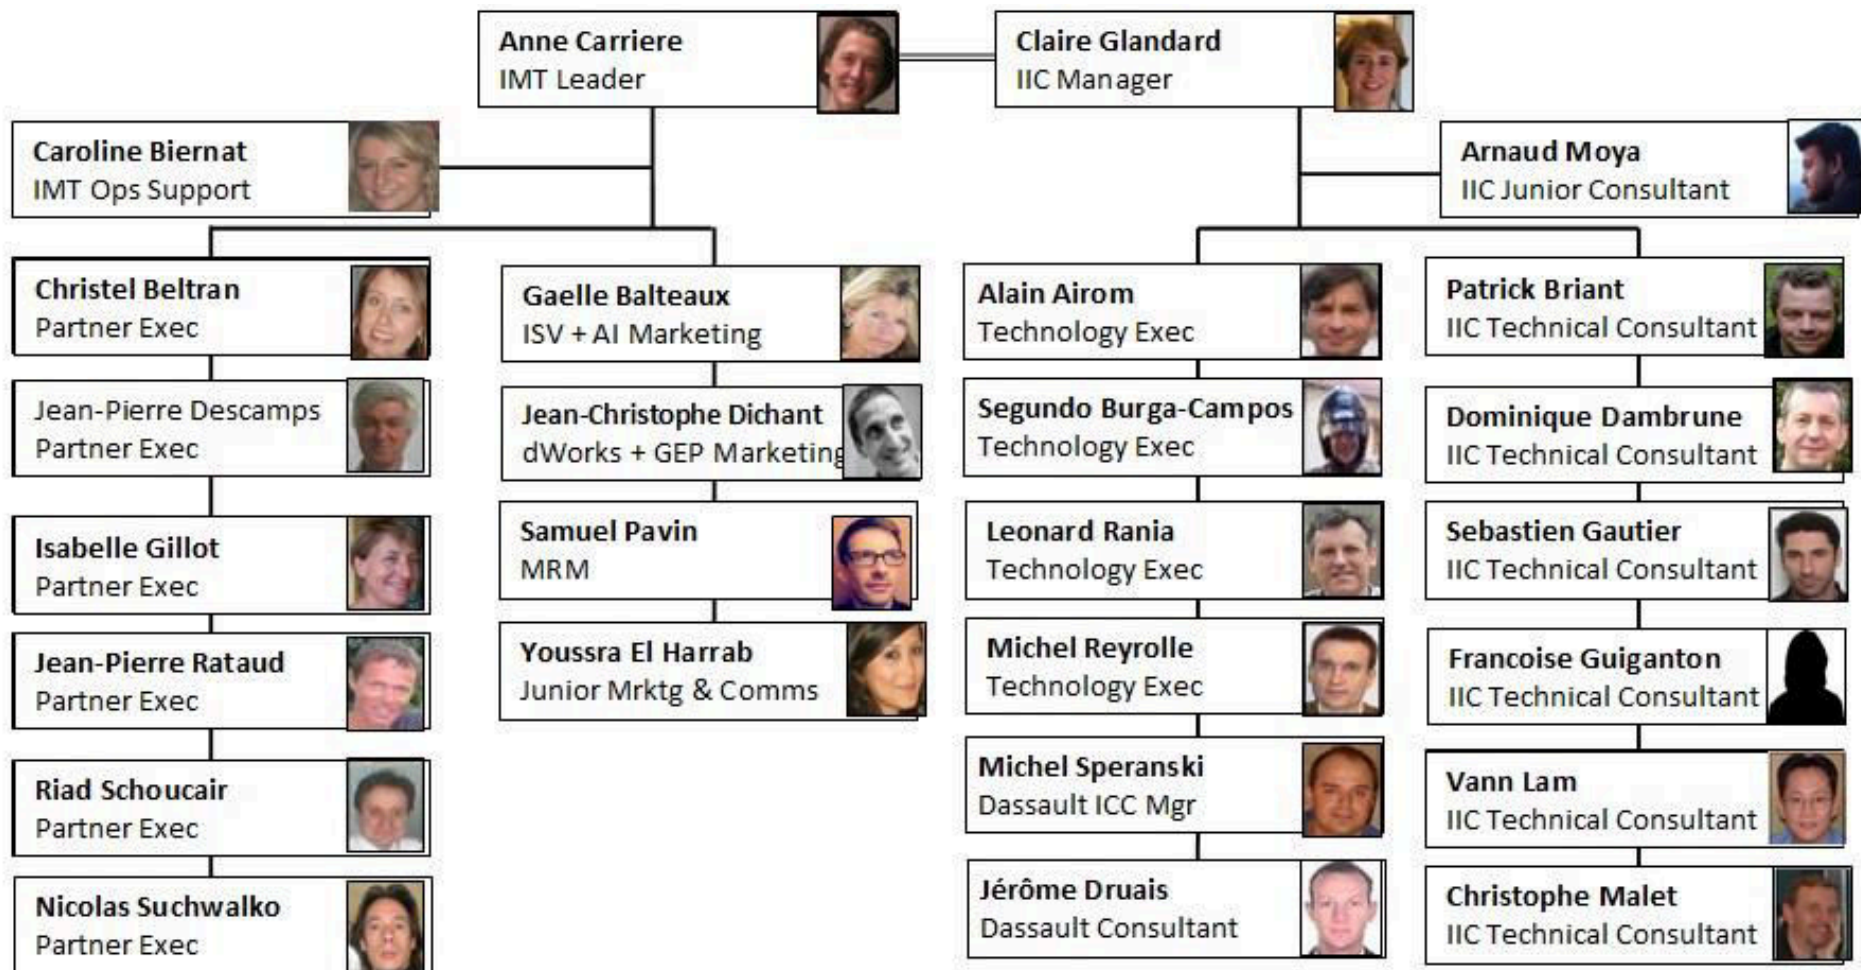 Anne Carriere
IMT Leader
Claire Glandard
IIC Manager
Caroline Biernat
IMT Ops Support
Arnaud Moya
IIC Junior Consultant
Christel Beltran
Partner Exec
Jean-Pierre Descamps
Partner Exec
Isabelle Gillot
Partner Exec
Jean-Pierre Rataud
Partner Exec
Riad Schoucair
Partner Exec
Nicolas Suchwalko
Partner Exec
Gaelle Balteaux
ISV + AI Marketing
Jean-Christophe Dichant
dWorks + GEP Marketing
Samuel Pavin
MRM
Youssra El Harrab
Junior Mrktg & Comms
Alain Airom
Technology Exec
Segundo Burga-Campos
Technology Exec
Leonard Rania
Technology Exec
Michel Reyrolle
Technology Exec
Michel Speranski
Dassault ICC Mgr
Jérôme Druais
Dassault Consultant
Patrick Briant
IIC Technical Consultant
Dominique Dambrune
IIC Technical Consultant
Sebastien Gautier
IIC Technical Consultant
Francoise Guiganton
IIC Technical Consultant
Vann Lam
IIC Technical Consultant
Christophe Malet
IIC Technical Consultant